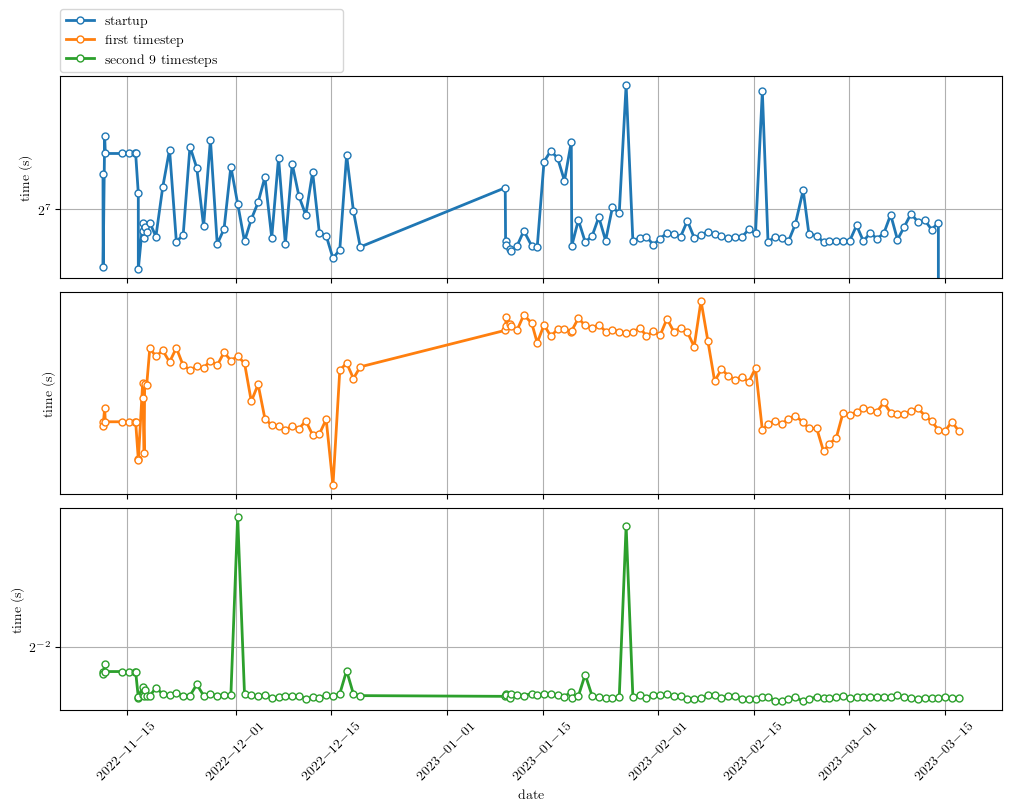 startup
first timestep
second 9 timesteps
time (s)
2⁷
time (s)
time (s)
2⁻²
2022−11−15
2022−12−01
2022−12−15
2023−01−01
2023−01−15
2023−02−01
2023−02−15
2023−03−01
2023−03−15
date